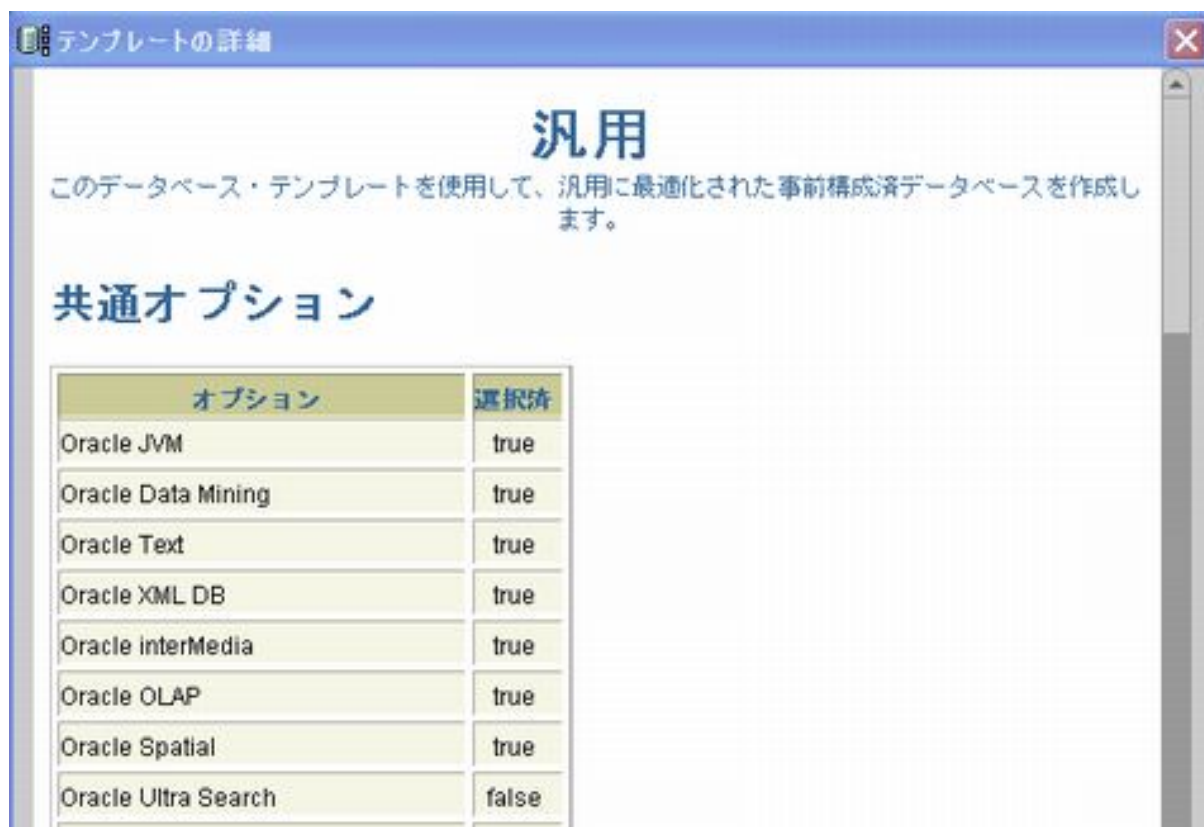 テンプレートの詳細
汎用
このデータベース・テンプレートを使用して、汎用に最適化された事前構成済データベースを作成し
ます。
共通オプション
オプション 選択済
Oracle JVM true
Oracle Data Mining true
Oracle Text true
Oracle XML DB true
Oracle interMedia true
Oracle OLAP true
Oracle Spatial true
Oracle Ultra Search false